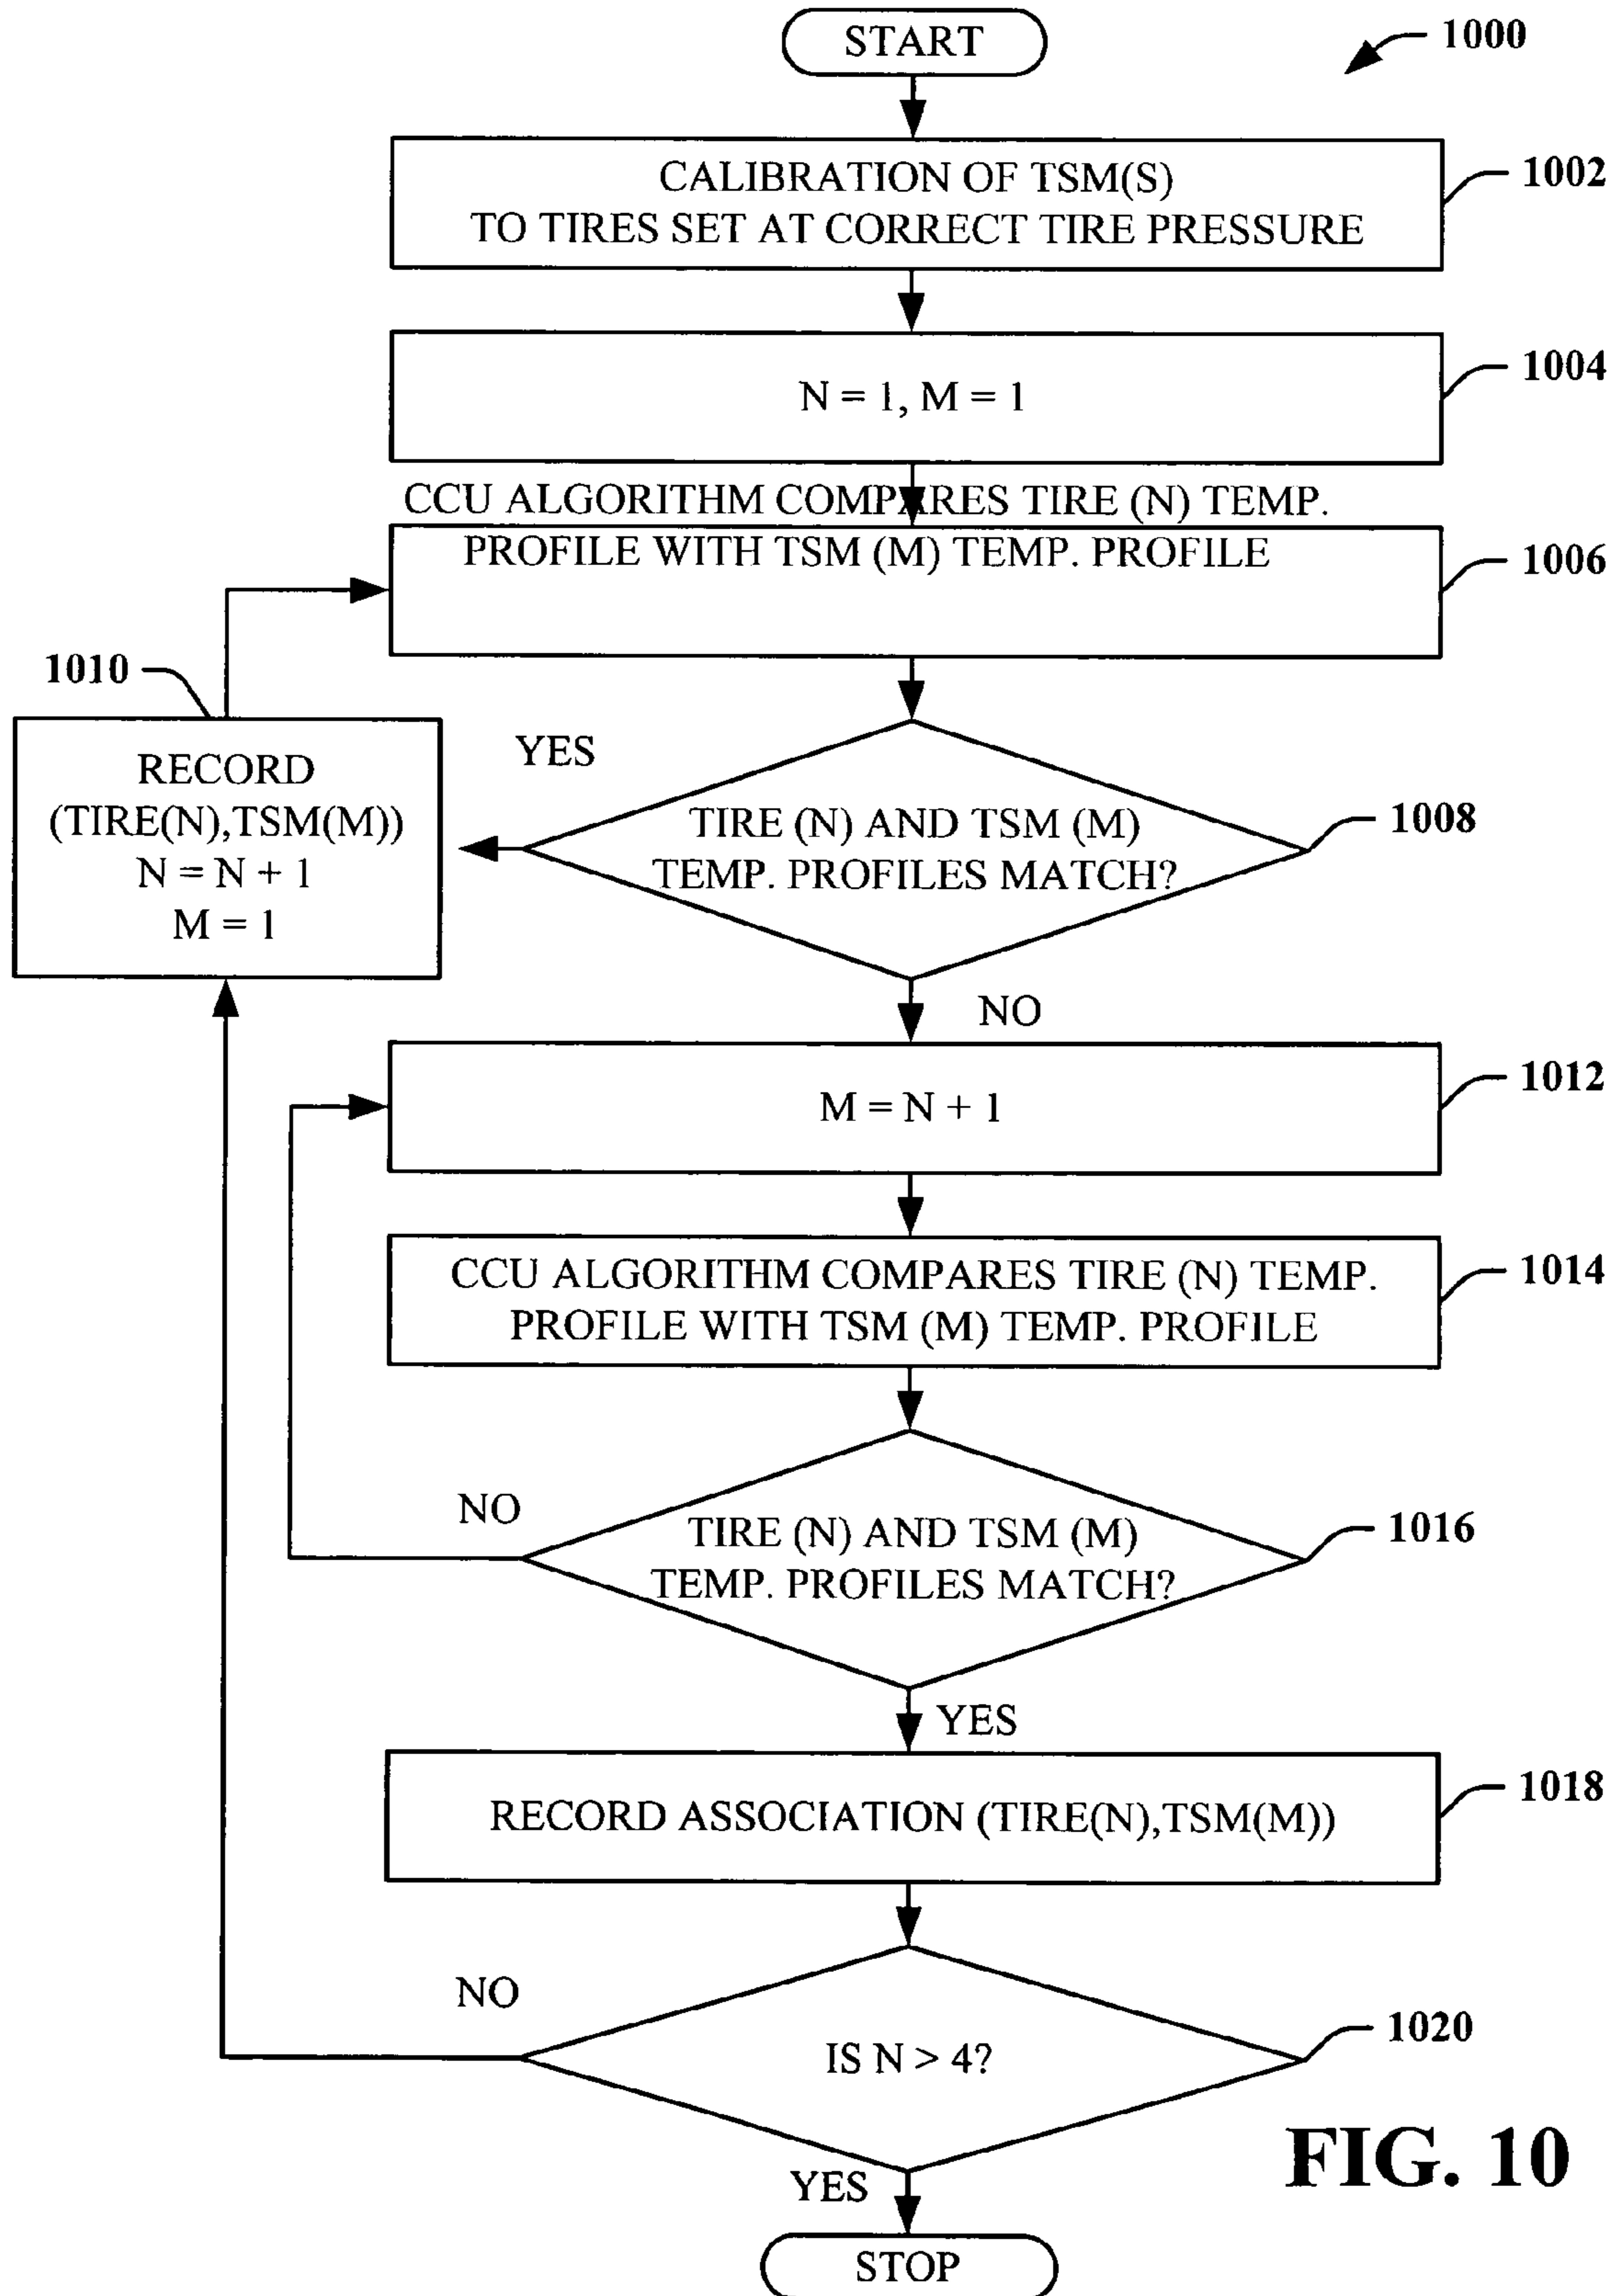 START
1000
CALIBRATION OF TSM(S)
TO TIRES SET AT CORRECT TIRE PRESSURE
1002
N = 1, M = 1
1004
CCU ALGORITHM COMPARES TIRE (N) TEMP.
PROFILE WITH TSM (M) TEMP. PROFILE
1006
1010
RECORD
(TIRE(N),TSM(M))
N = N + 1
M = 1
YES
TIRE (N) AND TSM (M)
TEMP. PROFILES MATCH?
1008
NO
M = N + 1
1012
CCU ALGORITHM COMPARES TIRE (N) TEMP.
PROFILE WITH TSM (M) TEMP. PROFILE
1014
NO
TIRE (N) AND TSM (M)
TEMP. PROFILES MATCH?
1016
YES
RECORD ASSOCIATION (TIRE(N),TSM(M))
1018
NO
IS N > 4?
1020
YES
STOP
FIG. 10